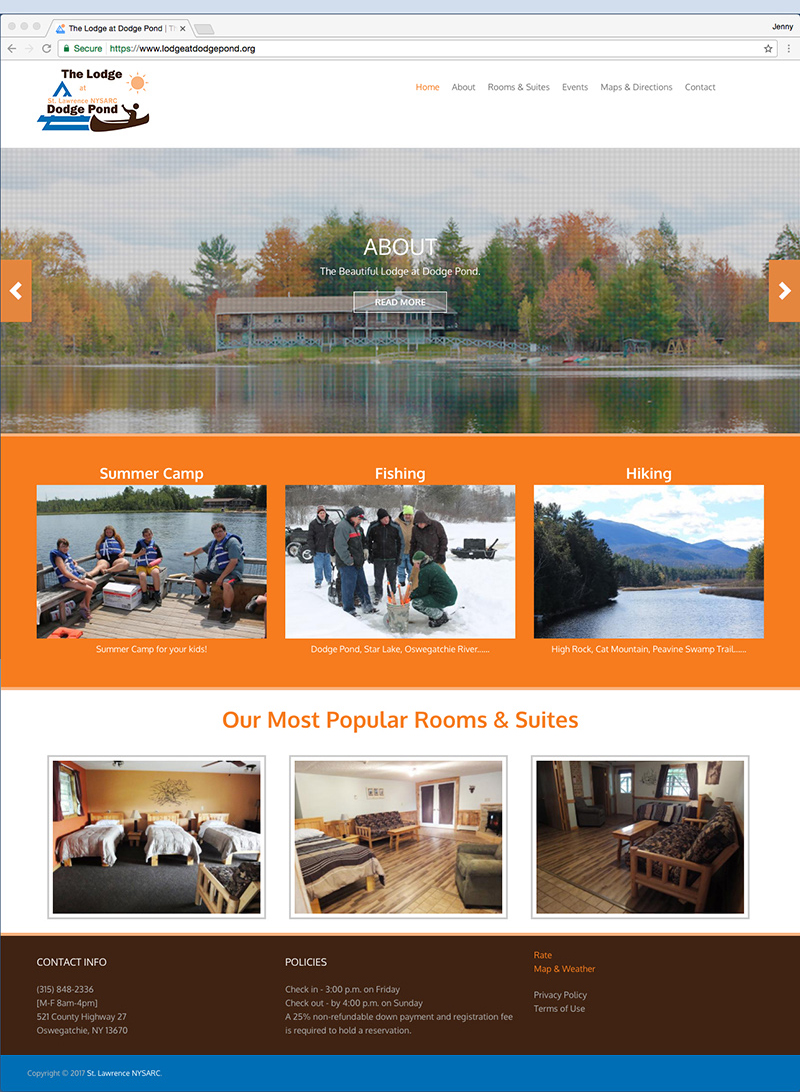 The Lodge at Dodge Pond | Th
Jenny
Secure https://www.lodgeatdodgepond.org
The Lodge
at
St. Lawrence NYSARC
Dodge Pond
Home About Rooms & Suites Events Maps & Directions Contact
ABOUT
The Beautiful Lodge at Dodge Pond.
READ MORE
Summer Camp
Fishing
Hiking
Summer Camp for your kids!
Dodge Pond, Star Lake, Oswegatchie River......
High Rock, Cat Mountain, Peavine Swamp Trail......
Our Most Popular Rooms & Suites
CONTACT INFO
(315) 848-2336
[M-F 8am-4pm]
521 County Highway 27
Oswegatchie, NY 13670
POLICIES
Check in - 3:00 p.m. on Friday
Check out - by 4:00 p.m. on Sunday
A 25% non-refundable down payment and registration fee
is required to hold a reservation.
Rate
Map & Weather
Privacy Policy
Terms of Use
Copyright © 2017 St. Lawrence NYSARC.